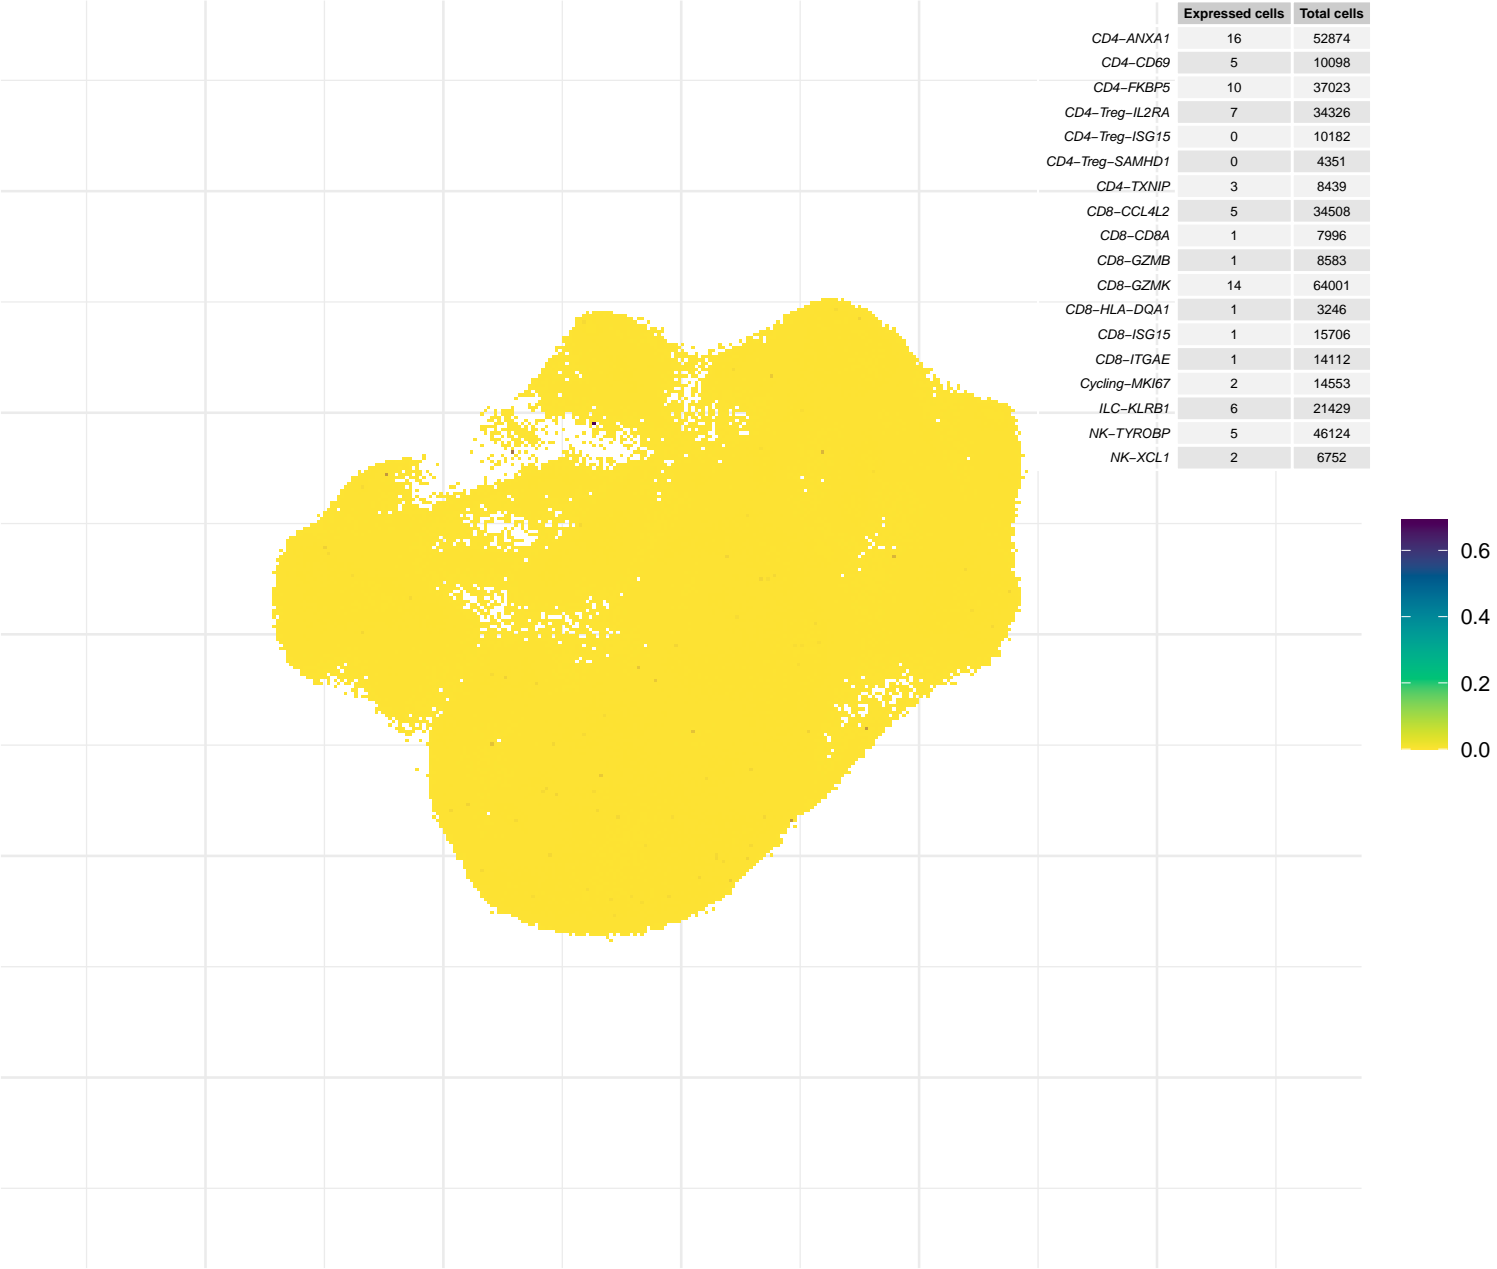 Expressed cells Total cells
CD4−ANXA1 16 52874
CD4−CD69 5 10098
CD4−FKBP5 10 37023
CD4−Treg−IL2RA 7 34326
CD4−Treg−ISG15 0 10182
CD4−Treg−SAMHD1 0 4351
CD4−TXNIP 3 8439
CD8−CCL4L2 5 34508
CD8−CD8A 1 7996
CD8−GZMB 1 8583
CD8−GZMK 14 64001
CD8−HLA−DQA1 1 3246
CD8−ISG15 1 15706
CD8−ITGAE 1 14112
Cycling−MKI67 2 14553
ILC−KLRB1 6 21429
NK−TYROBP 5 46124
NK−XCL1 2 6752
0.6
0.4
0.2
0.0